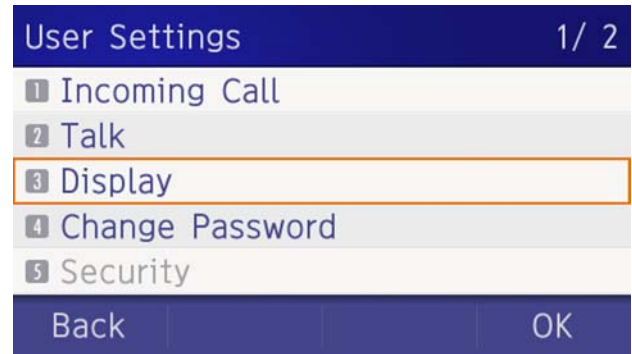 User Settings 1/ 2
1 Incoming Call
2 Talk
3 Display
4 Change Password
5 Security
Back OK